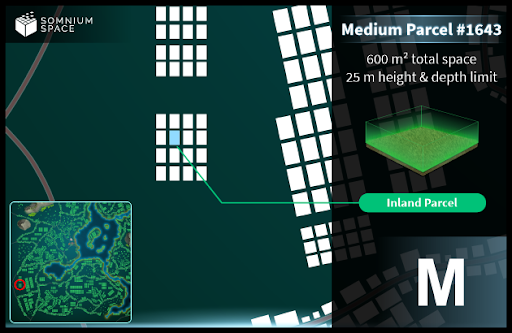 SOMNIUM
SPACE
Medium Parcel #1643
600 m² total space
25 m height & depth limit
Inland Parcel
M